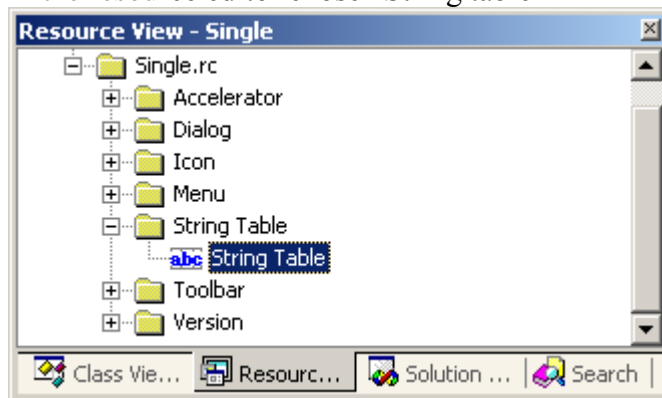 Resource View - Single
Single.rc
Accelerator
Dialog
Icon
Menu
String Table
abc String Table
Toolbar
Version
Class Vie... Resourc... Solution ... Search